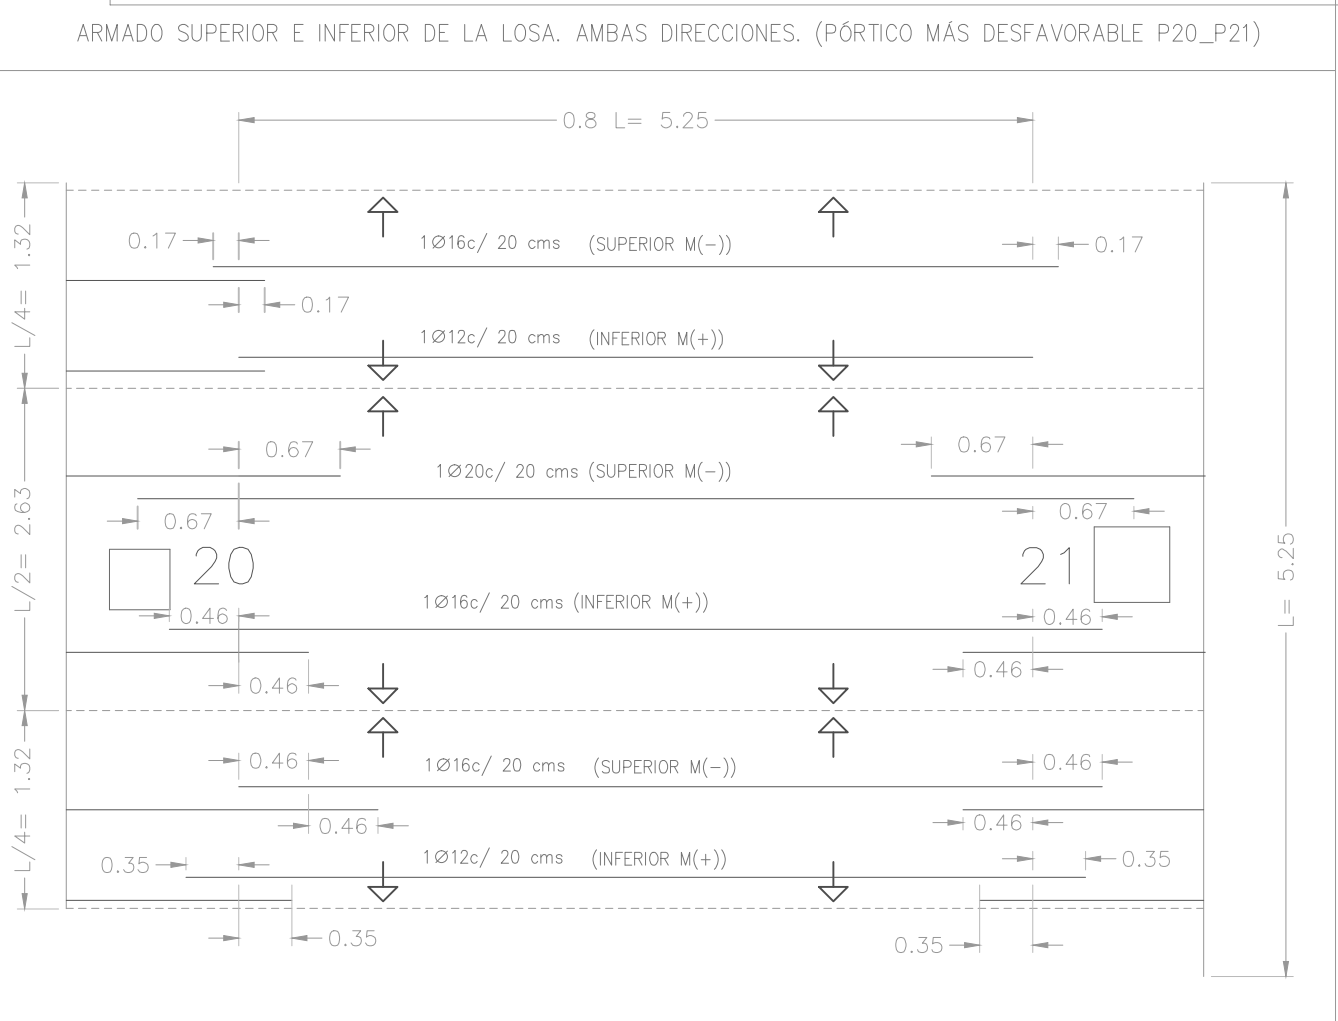 ARMADO SUPERIOR E INFERIOR DE LA LOSA. AMBAS DIRECCIONES. (PÓRTICO MÁS DESFAVORABLE P20_P21)
0.8 L= 5.25
L/4= 1.32
0.17
1Ø16c/ 20 cms (SUPERIOR M(-))
0.17
0.17
1Ø12c/ 20 cms (INFERIOR M(+))
0.67
0.67
1Ø20c/ 20 cms (SUPERIOR M(-))
0.67
0.67
L/2= 2.63
20
21
L= 5.25
0.46
1Ø16c/ 20 cms (INFERIOR M(+))
0.46
0.46
0.46
L/4= 1.32
0.46
1Ø16c/ 20 cms (SUPERIOR M(-))
0.46
0.46
0.46
0.35
1Ø12c/ 20 cms (INFERIOR M(+))
0.35
0.35
0.35